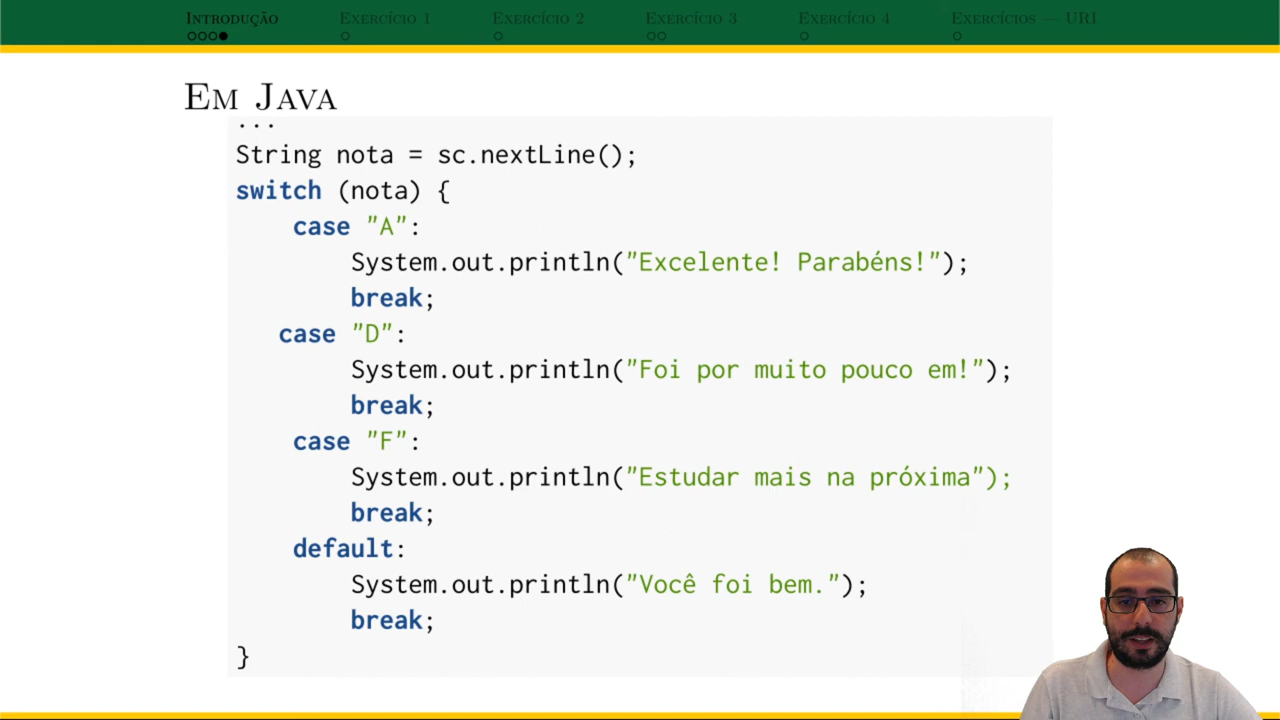 Introdução
Exercício 1
Exercício 2
Exercício 3
Exercício 4
Exercícios — URI
Em Java
...
String nota = sc.nextLine();
switch (nota) {
    case "A":
        System.out.println("Excelente! Parabéns!");
        break;
   case "D":
        System.out.println("Foi por muito pouco em!");
        break;
    case "F":
        System.out.println("Estudar mais na próxima");
        break;
    default:
        System.out.println("Você foi bem.");
        break;
}